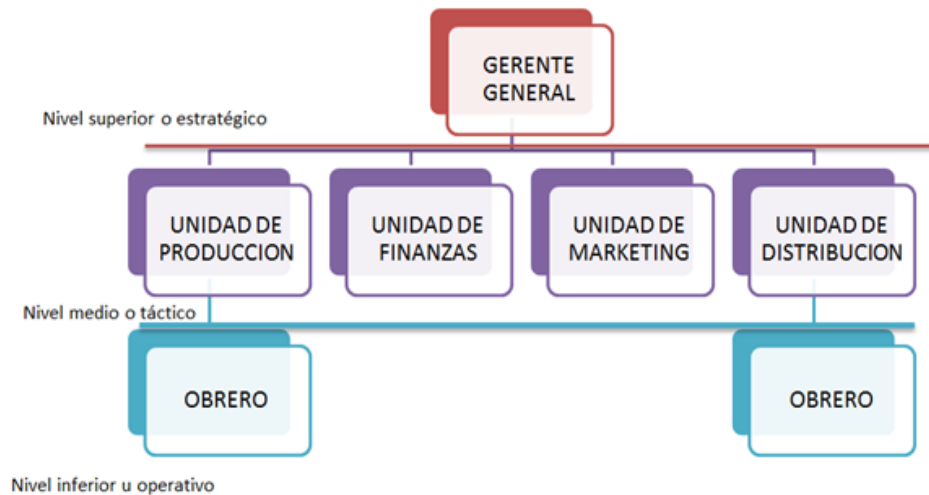 GERENTE
GENERAL
Nivel superior o estratégico
UNIDAD DE
PRODUCCION
UNIDAD DE
FINANZAS
UNIDAD DE
MARKETING
UNIDAD DE
DISTRIBUCION
Nivel medio o táctico
OBRERO
OBRERO
Nivel inferior u operativo